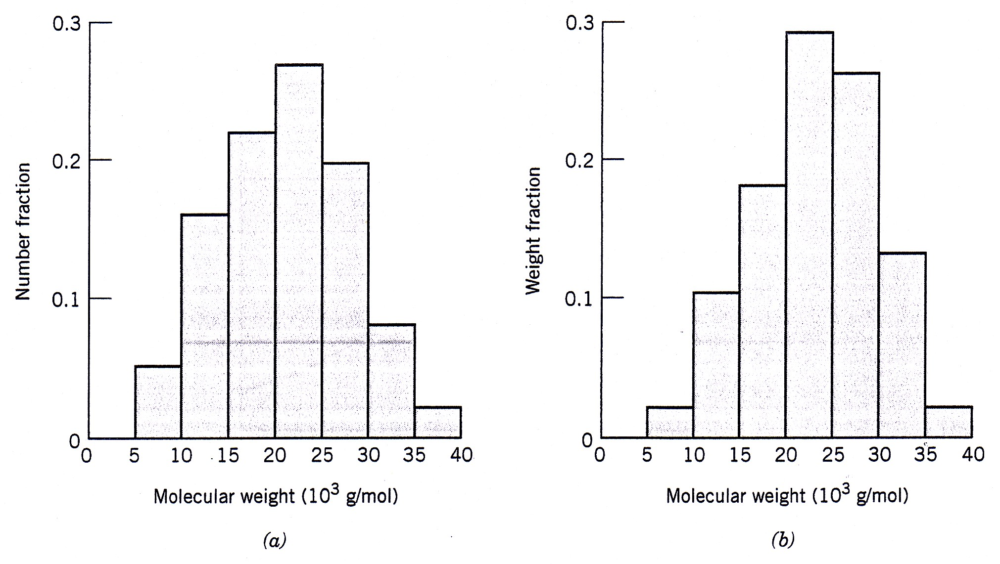 0.3
0.2
0.1
0
Number fraction
0 5 10 15 20 25 30 35 40
Molecular weight (10³ g/mol)
(a)
0.3
0.2
0.1
0
Weight fraction
0 5 10 15 20 25 30 35 40
Molecular weight (10³ g/mol)
(b)